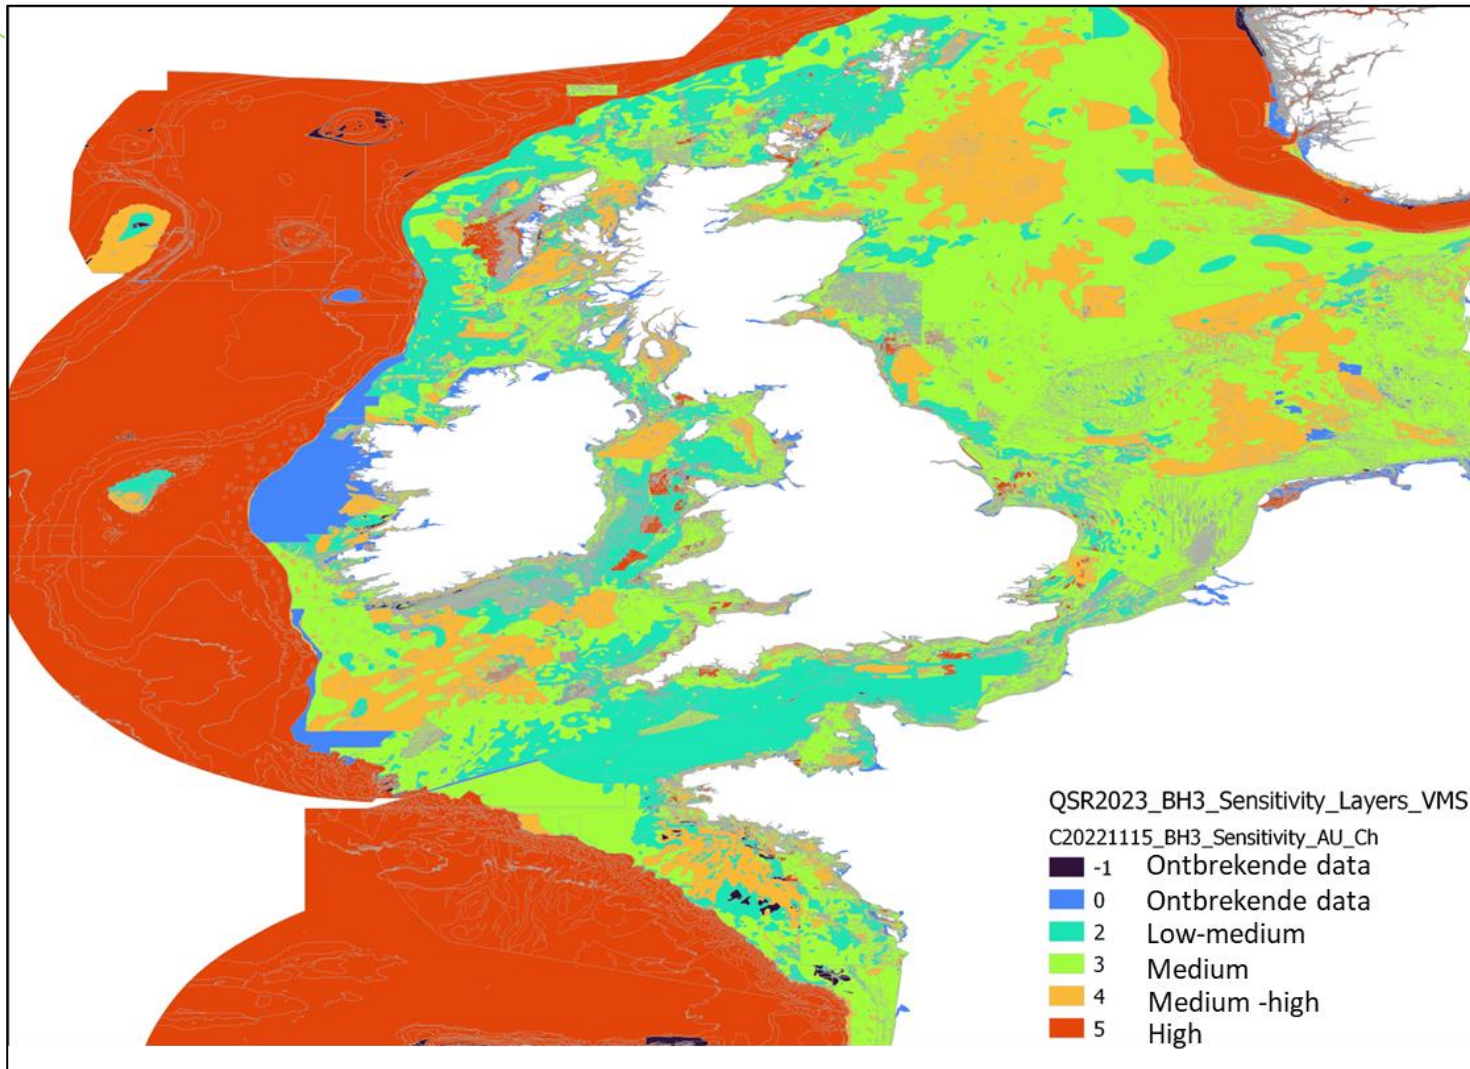 QSR2023_BH3_Sensitivity_Layers_VMS
C20221115_BH3_Sensitivity_AU_Ch
-1 Ontbrekende data
0 Ontbrekende data
2 Low-medium
3 Medium
4 Medium -high
5 High